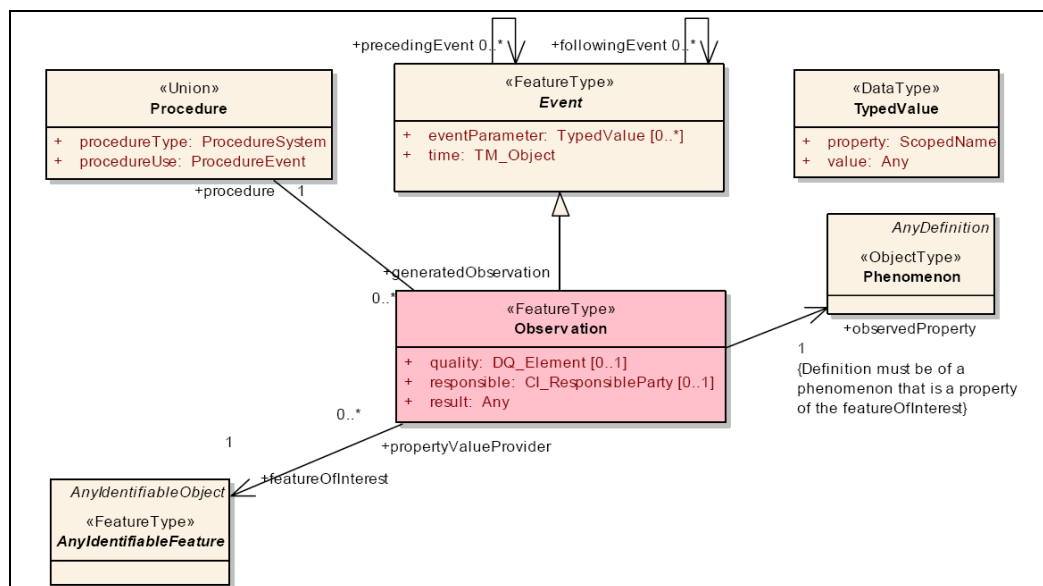 +precedingEvent 0..*
+followingEvent 0..*
«Union»
Procedure
+ procedureType: ProcedureSystem
+ procedureUse: ProcedureEvent
«FeatureType»
Event
+ eventParameter: TypedValue [0..*]
+ time: TM_Object
«DataType»
TypedValue
+ property: ScopedName
+ value: Any
+procedure 1
AnyDefinition
«ObjectType»
Phenomenon
+generatedObservation
0..*
«FeatureType»
Observation
+ quality: DQ_Element [0..1]
+ responsible: CI_ResponsibleParty [0..1]
+ result: Any
+observedProperty
1
{Definition must be of a
phenomenon that is a property
of the featureOfInterest}
0..*
+propertyValueProvider
1
+featureOfInterest
AnyIdentifiableObject
«FeatureType»
AnyIdentifiableFeature